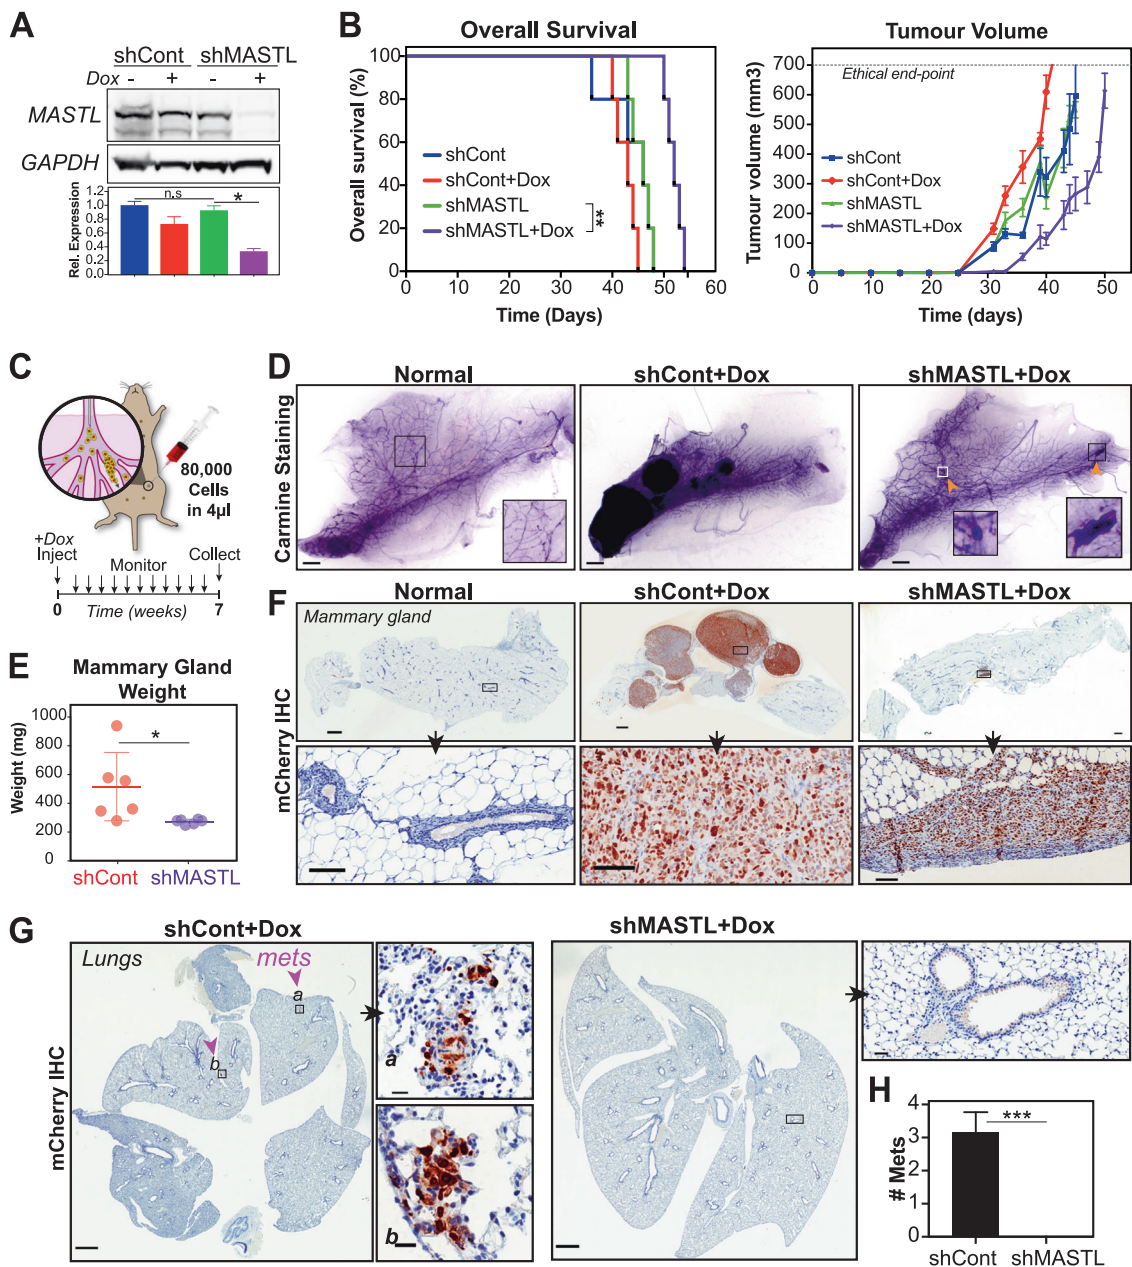 A
shCont shMASTL
Dox - + - +
MASTL
GAPDH
n.s *
Rel. Expression
1.2
1.0
0.8
0.6
0.4
0.2
0.0
B
Overall Survival
Overall survival (%)
100
80
60
40
20
0
shCont
shCont+Dox
shMASTL
shMASTL+Dox
**
0 10 20 30 40 50 60
Time (Days)
Tumour Volume
Ethical end-point
Tumour volume (mm3)
700
600
500
400
300
200
100
0
shCont
shCont+Dox
shMASTL
shMASTL+Dox
0 10 20 30 40 50
Time (days)
C
80,000
Cells
in 4µl
+Dox
Inject
Monitor
Collect
0 Time (weeks) 7
D
Normal shCont+Dox shMASTL+Dox
Carmine Staining
E
Mammary Gland
Weight
Weight (mg)
1000
800
600
400
200
0
*
shCont shMASTL
F
Normal shCont+Dox shMASTL+Dox
Mammary gland
mCherry IHC
G
shCont+Dox shMASTL+Dox
Lungs
mets
a
b
a
b
mCherry IHC
H
# Mets
4
3
2
1
0
***
shCont shMASTL